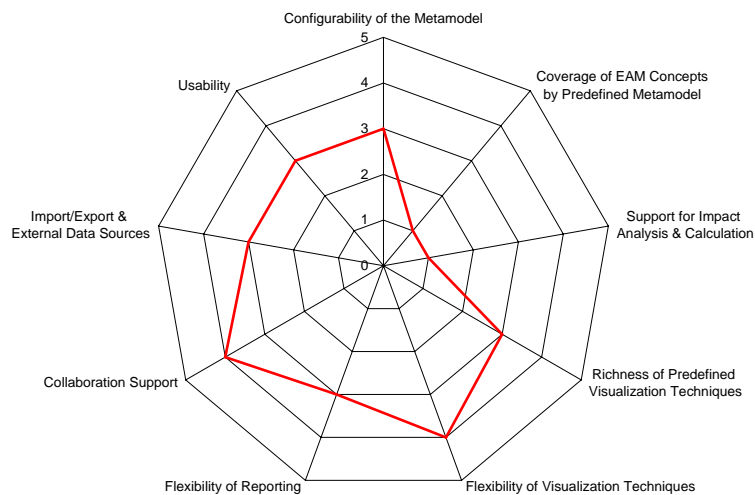 Configurability of the Metamodel
5
4
3
2
1
0
Coverage of EAM Concepts
by Predefined Metamodel
Support for Impact
Analysis & Calculation
Richness of Predefined
Visualization Techniques
Flexibility of Visualization Techniques
Flexibility of Reporting
Collaboration Support
Import/Export &
External Data Sources
Usability